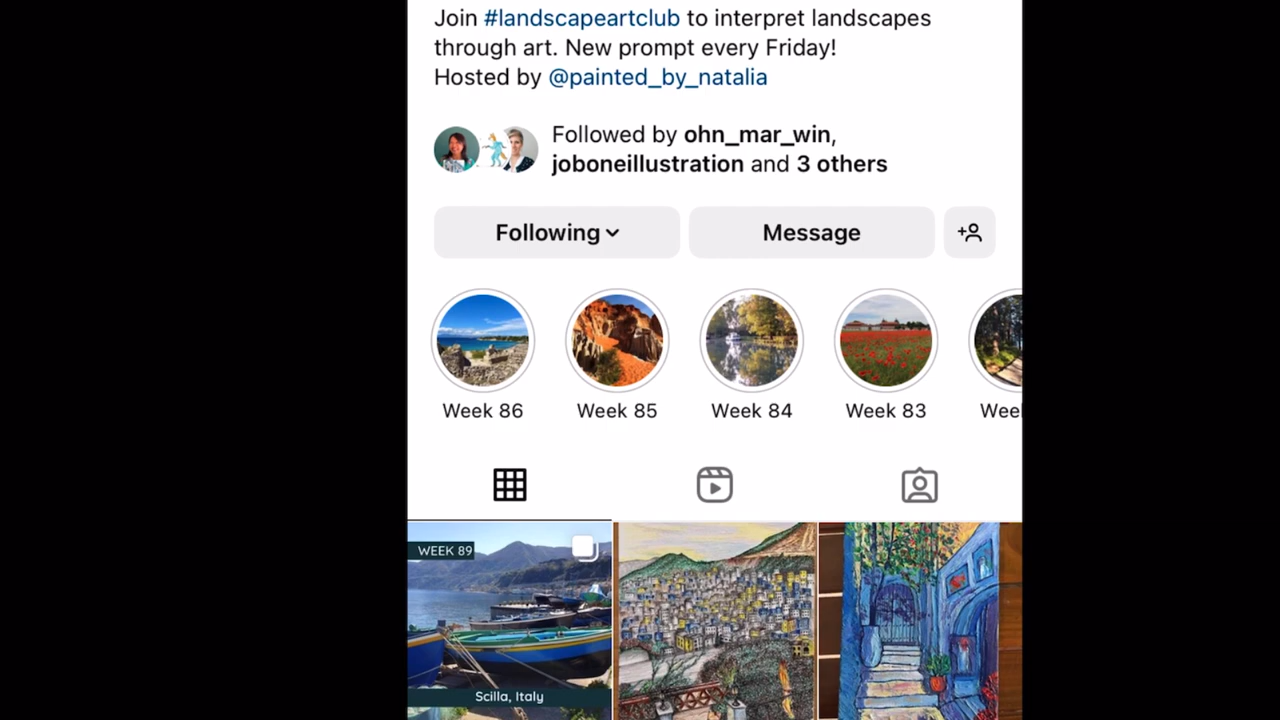 Join #landscapeartclub to interpret landscapes
through art. New prompt every Friday!
Hosted by @painted_by_natalia
Followed by ohn_mar_win,
joboneillustration and 3 others
Following
Message
Week 86
Week 85
Week 84
Week 83
Week
WEEK 89
Scilla, Italy